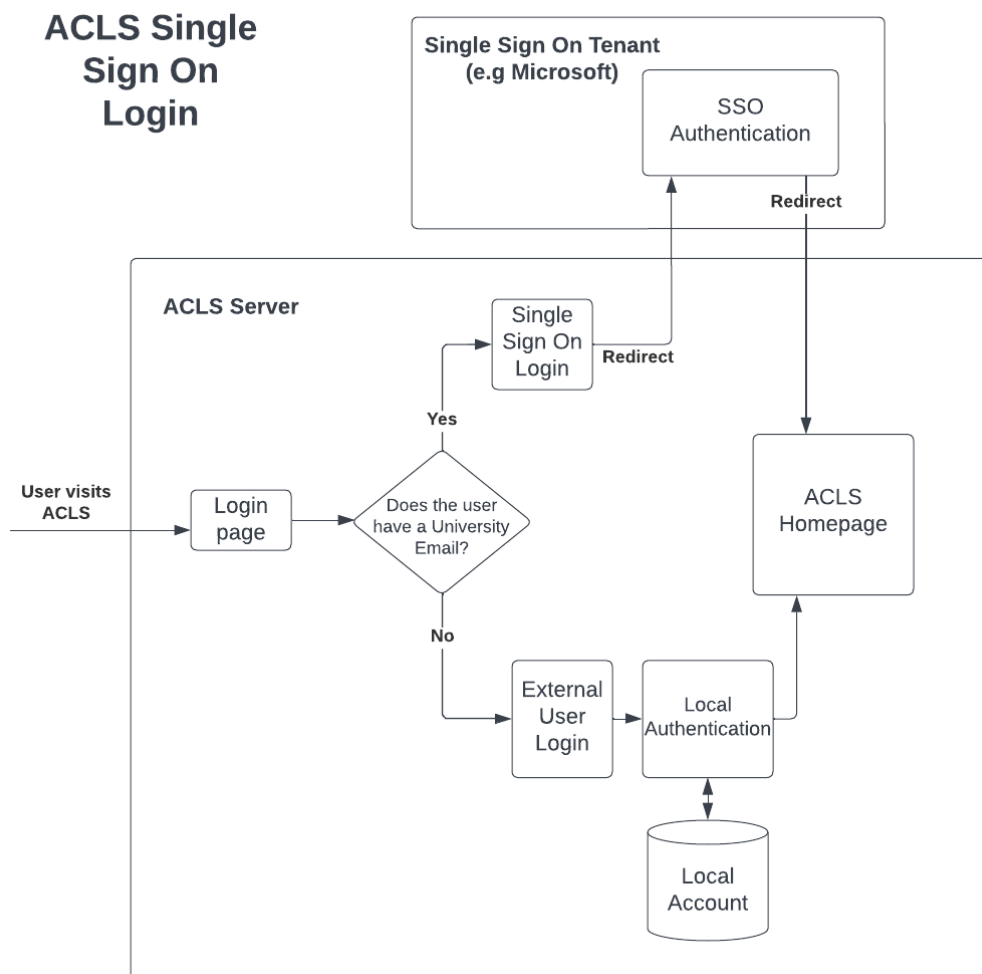 ACLS Single
Sign On
Login
Single Sign On Tenant
(e.g Microsoft)
SSO
Authentication
Redirect
ACLS Server
Single
Sign On
Login
Redirect
Yes
User visits
ACLS
Login
page
Does the user
have a University
Email?
ACLS
Homepage
No
External
User
Login
Local
Authentication
Local
Account